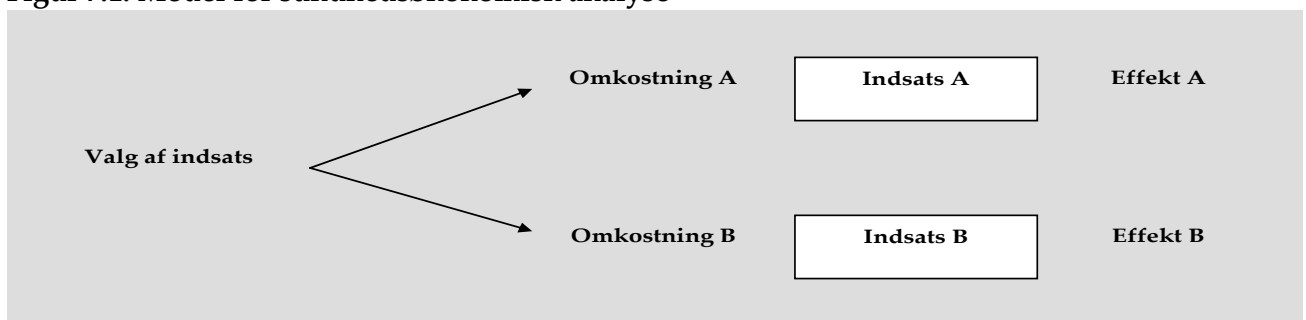 Omkostning A Indsats A Effekt A
Valg af indsats
Omkostning B Indsats B Effekt B